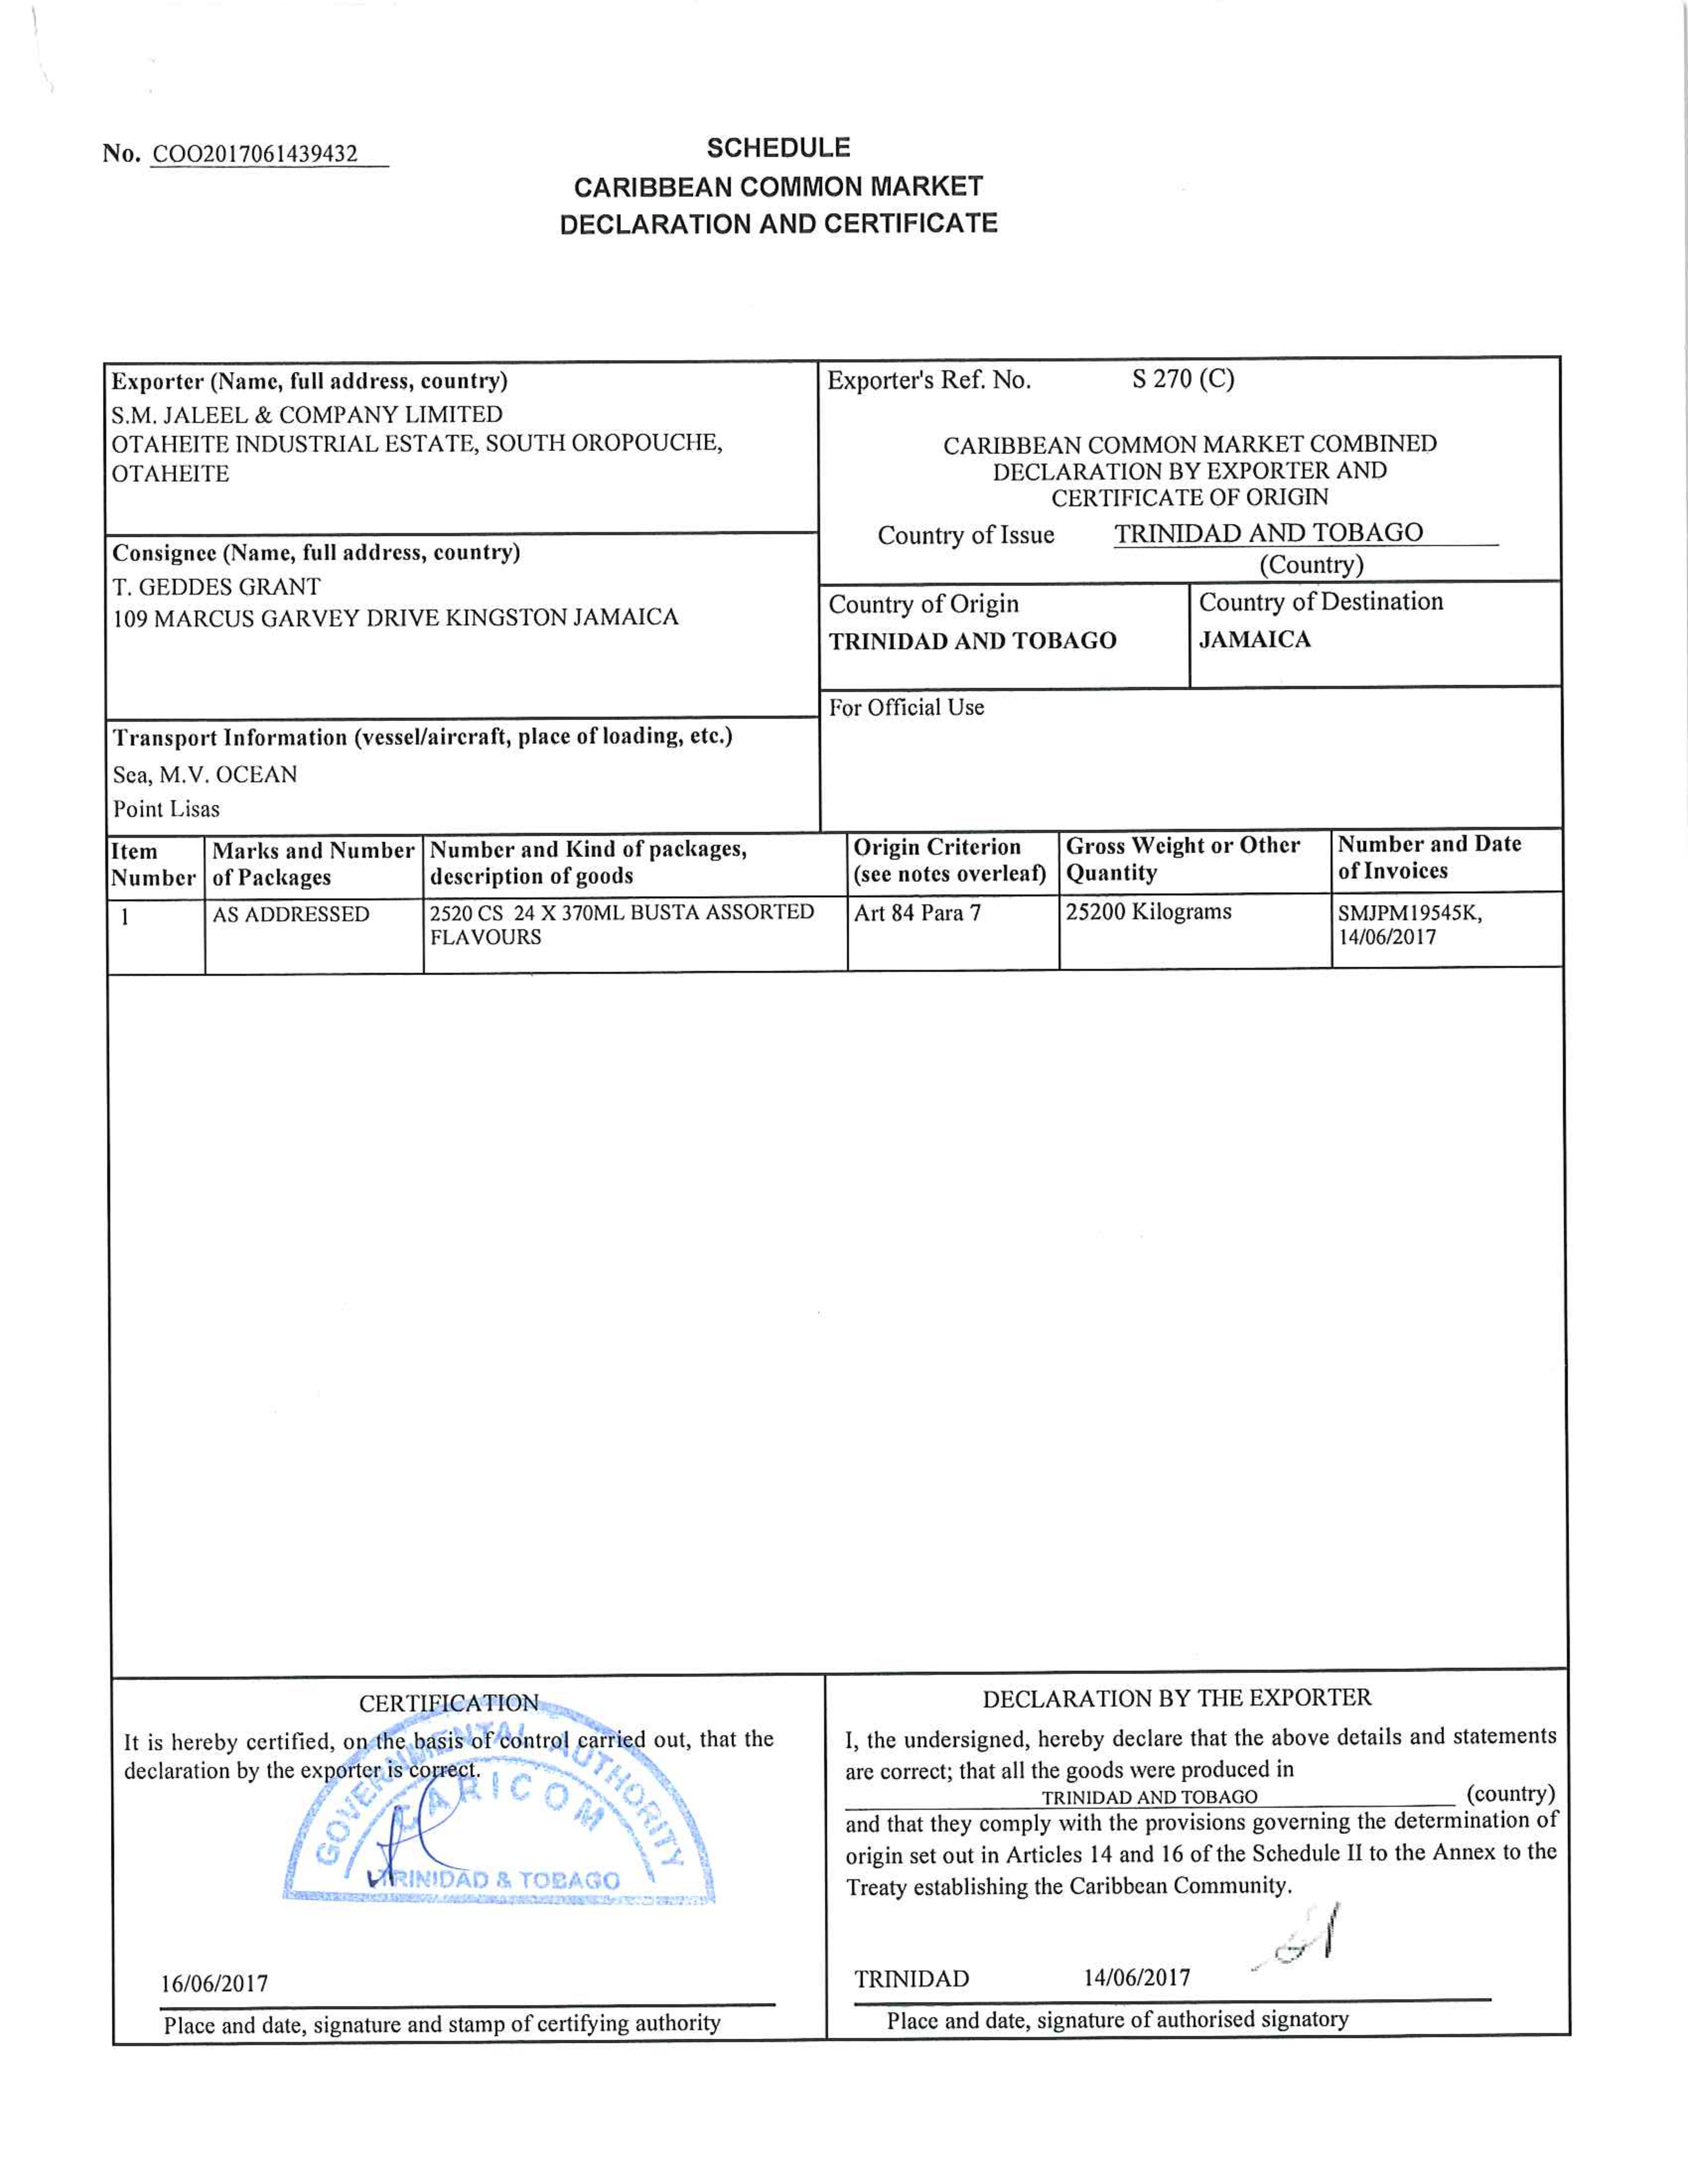 No. COO2017061439432
SCHEDULE
CARIBBEAN COMMON MARKET
DECLARATION AND CERTIFICATE
Exporter (Name, full address, country)
S.M. JALEEL & COMPANY LIMITED
OTAHEITE INDUSTRIAL ESTATE, SOUTH OROPOUCHE,
OTAHEITE
Exporter's Ref. No. S 270 (C)
CARIBBEAN COMMON MARKET COMBINED
DECLARATION BY EXPORTER AND
CERTIFICATE OF ORIGIN
Country of Issue TRINIDAD AND TOBAGO
(Country)
Consignee (Name, full address, country)
T. GEDDES GRANT
109 MARCUS GARVEY DRIVE KINGSTON JAMAICA
Country of Origin
TRINIDAD AND TOBAGO
Country of Destination
JAMAICA
For Official Use
Transport Information (vessel/aircraft, place of loading, etc.)
Sea, M.V. OCEAN
Point Lisas
Item
Number
Marks and Number
of Packages
Number and Kind of packages,
description of goods
Origin Criterion
(see notes overleaf)
Gross Weight or Other
Quantity
Number and Date
of Invoices
1
AS ADDRESSED
2520 CS 24 X 370ML BUSTA ASSORTED
FLAVOURS
Art 84 Para 7
25200 Kilograms
SMJPM19545K,
14/06/2017
CERTIFICATION
It is hereby certified, on the basis of control carried out, that the
declaration by the exporter is correct.
GOVERNMENTAL AUTHORITY
CARICOM
TRINIDAD & TOBAGO
16/06/2017
Place and date, signature and stamp of certifying authority
DECLARATION BY THE EXPORTER
I, the undersigned, hereby declare that the above details and statements
are correct; that all the goods were produced in
TRINIDAD AND TOBAGO (country)
and that they comply with the provisions governing the determination of
origin set out in Articles 14 and 16 of the Schedule II to the Annex to the
Treaty establishing the Caribbean Community.
TRINIDAD 14/06/2017
Place and date, signature of authorised signatory